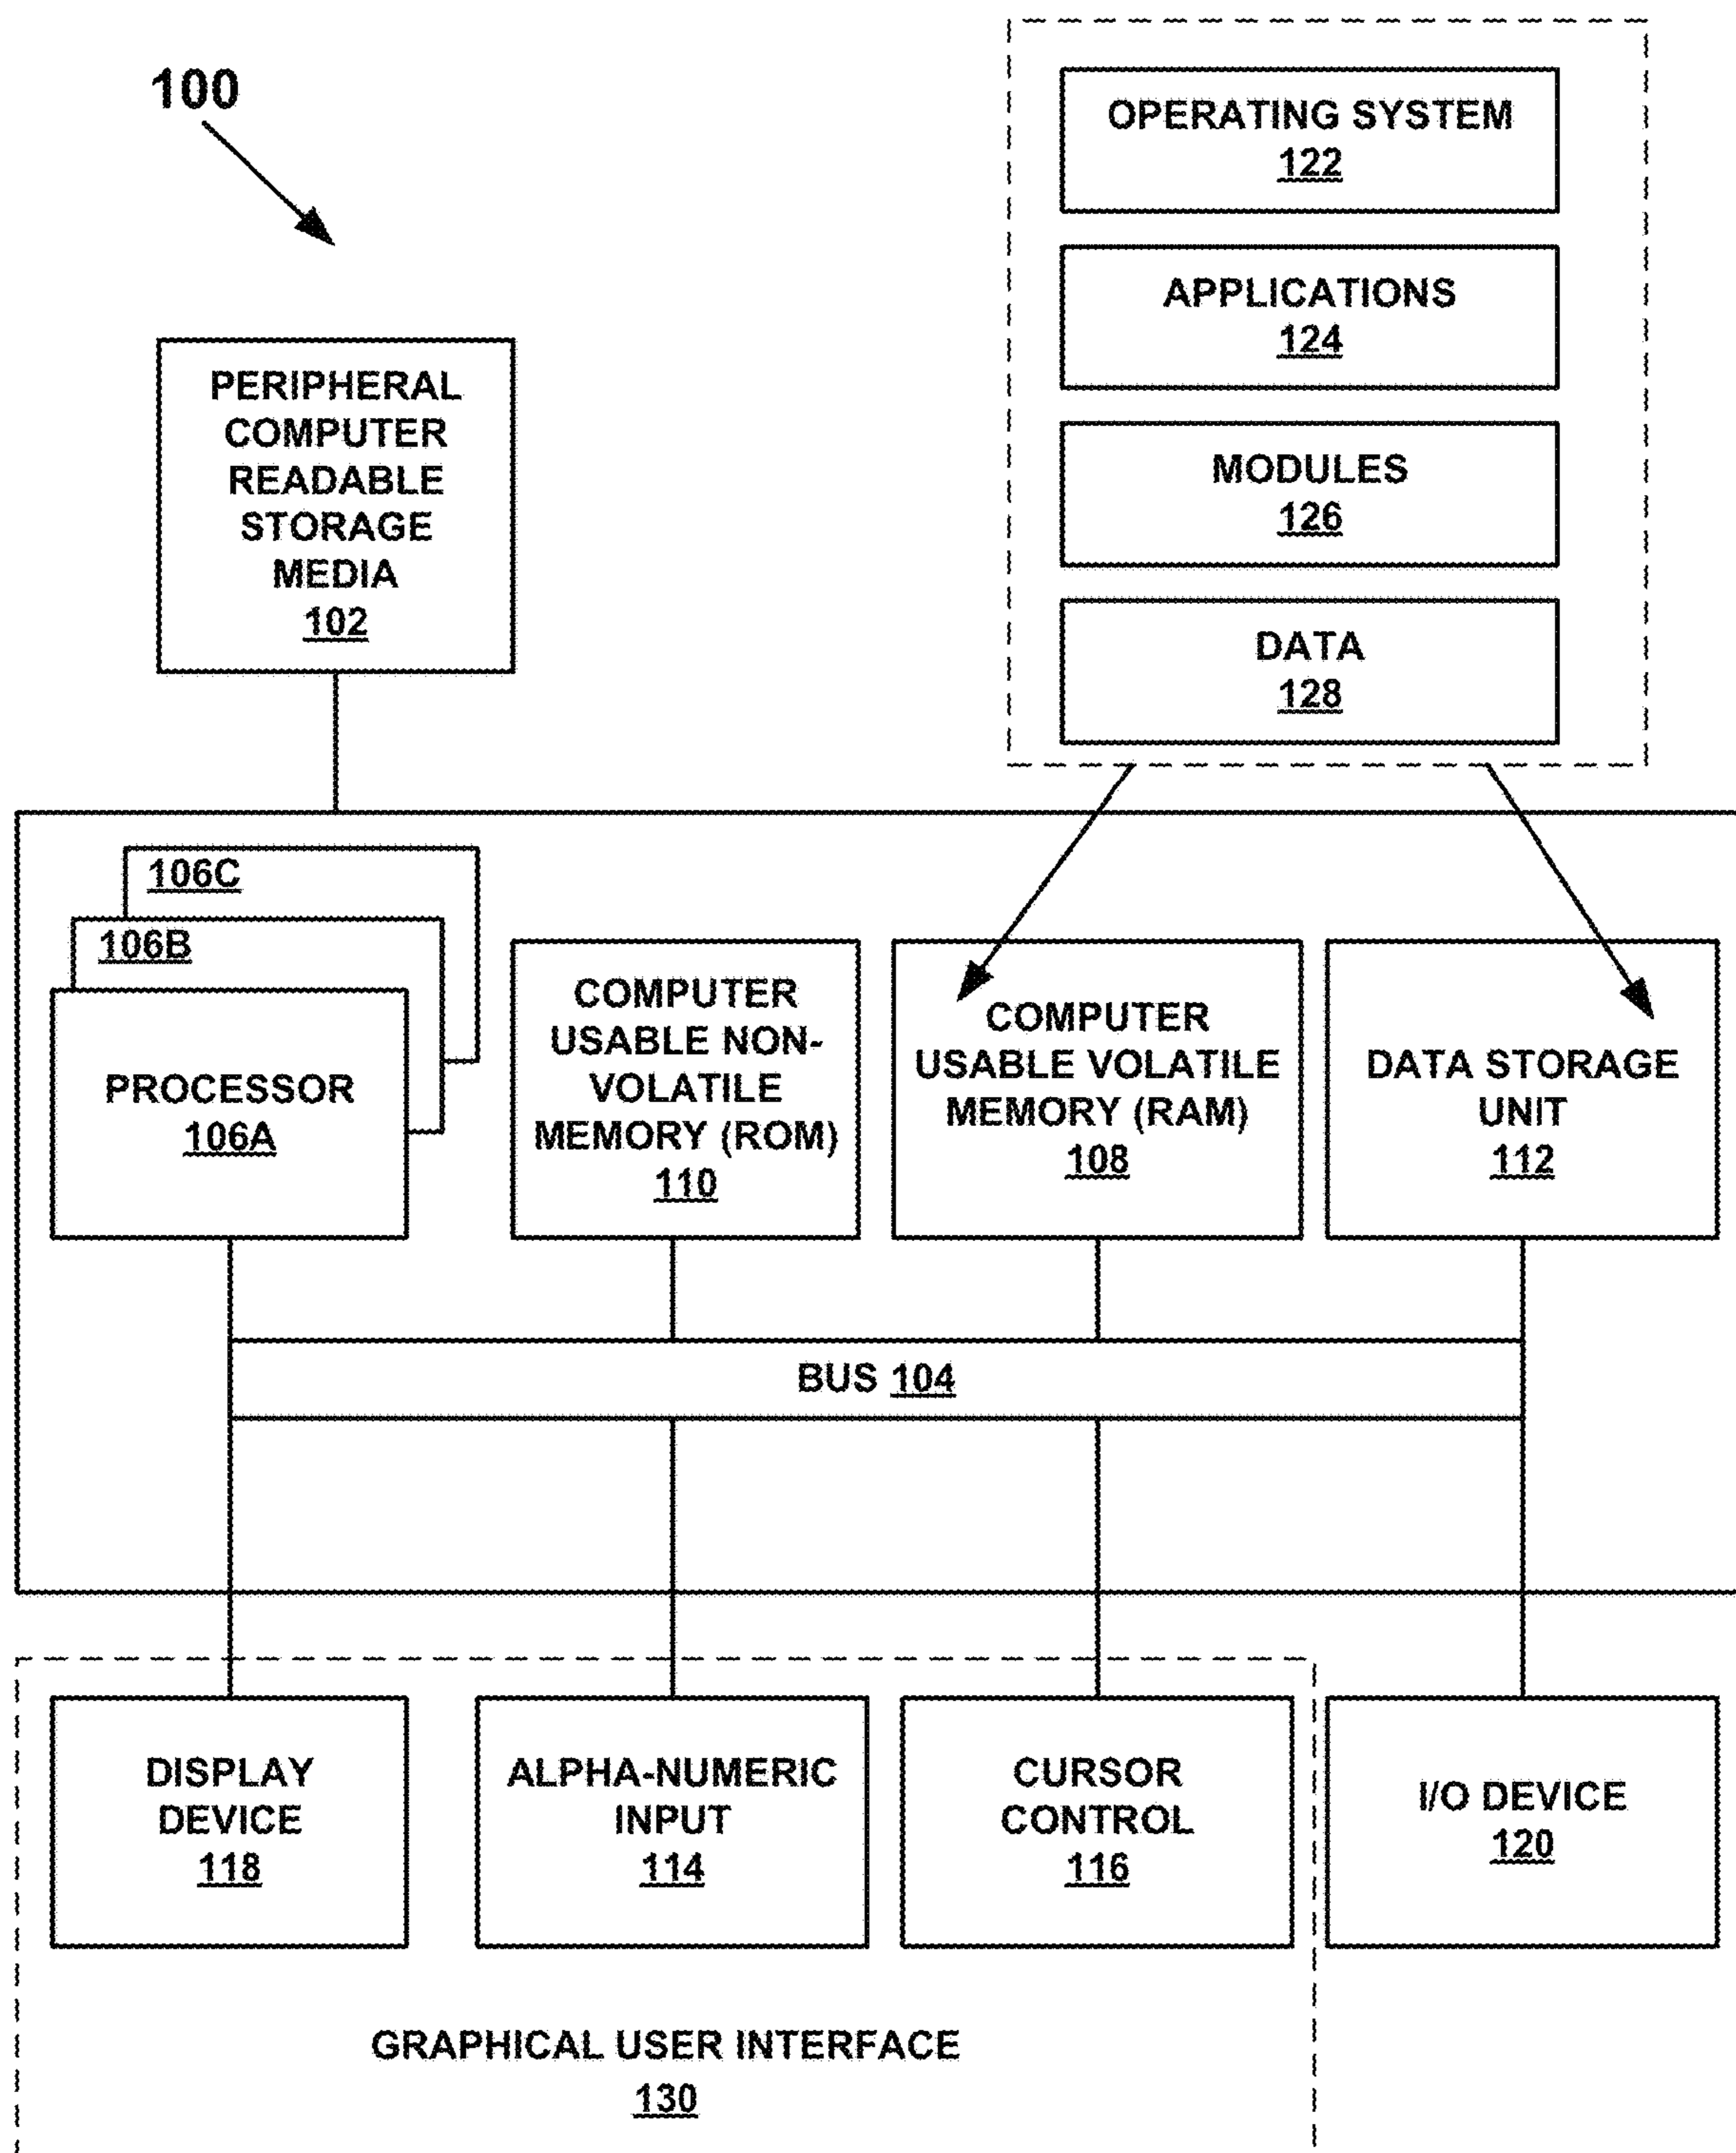 100
OPERATING SYSTEM
122
APPLICATIONS
124
MODULES
126
DATA
128
PERIPHERAL
COMPUTER
READABLE
STORAGE
MEDIA
102
106C
106B
PROCESSOR
106A
COMPUTER
USABLE NON-
VOLATILE
MEMORY (ROM)
110
COMPUTER
USABLE VOLATILE
MEMORY (RAM)
108
DATA STORAGE
UNIT
112
BUS 104
DISPLAY
DEVICE
118
ALPHA-NUMERIC
INPUT
114
CURSOR
CONTROL
116
I/O DEVICE
120
GRAPHICAL USER INTERFACE
130